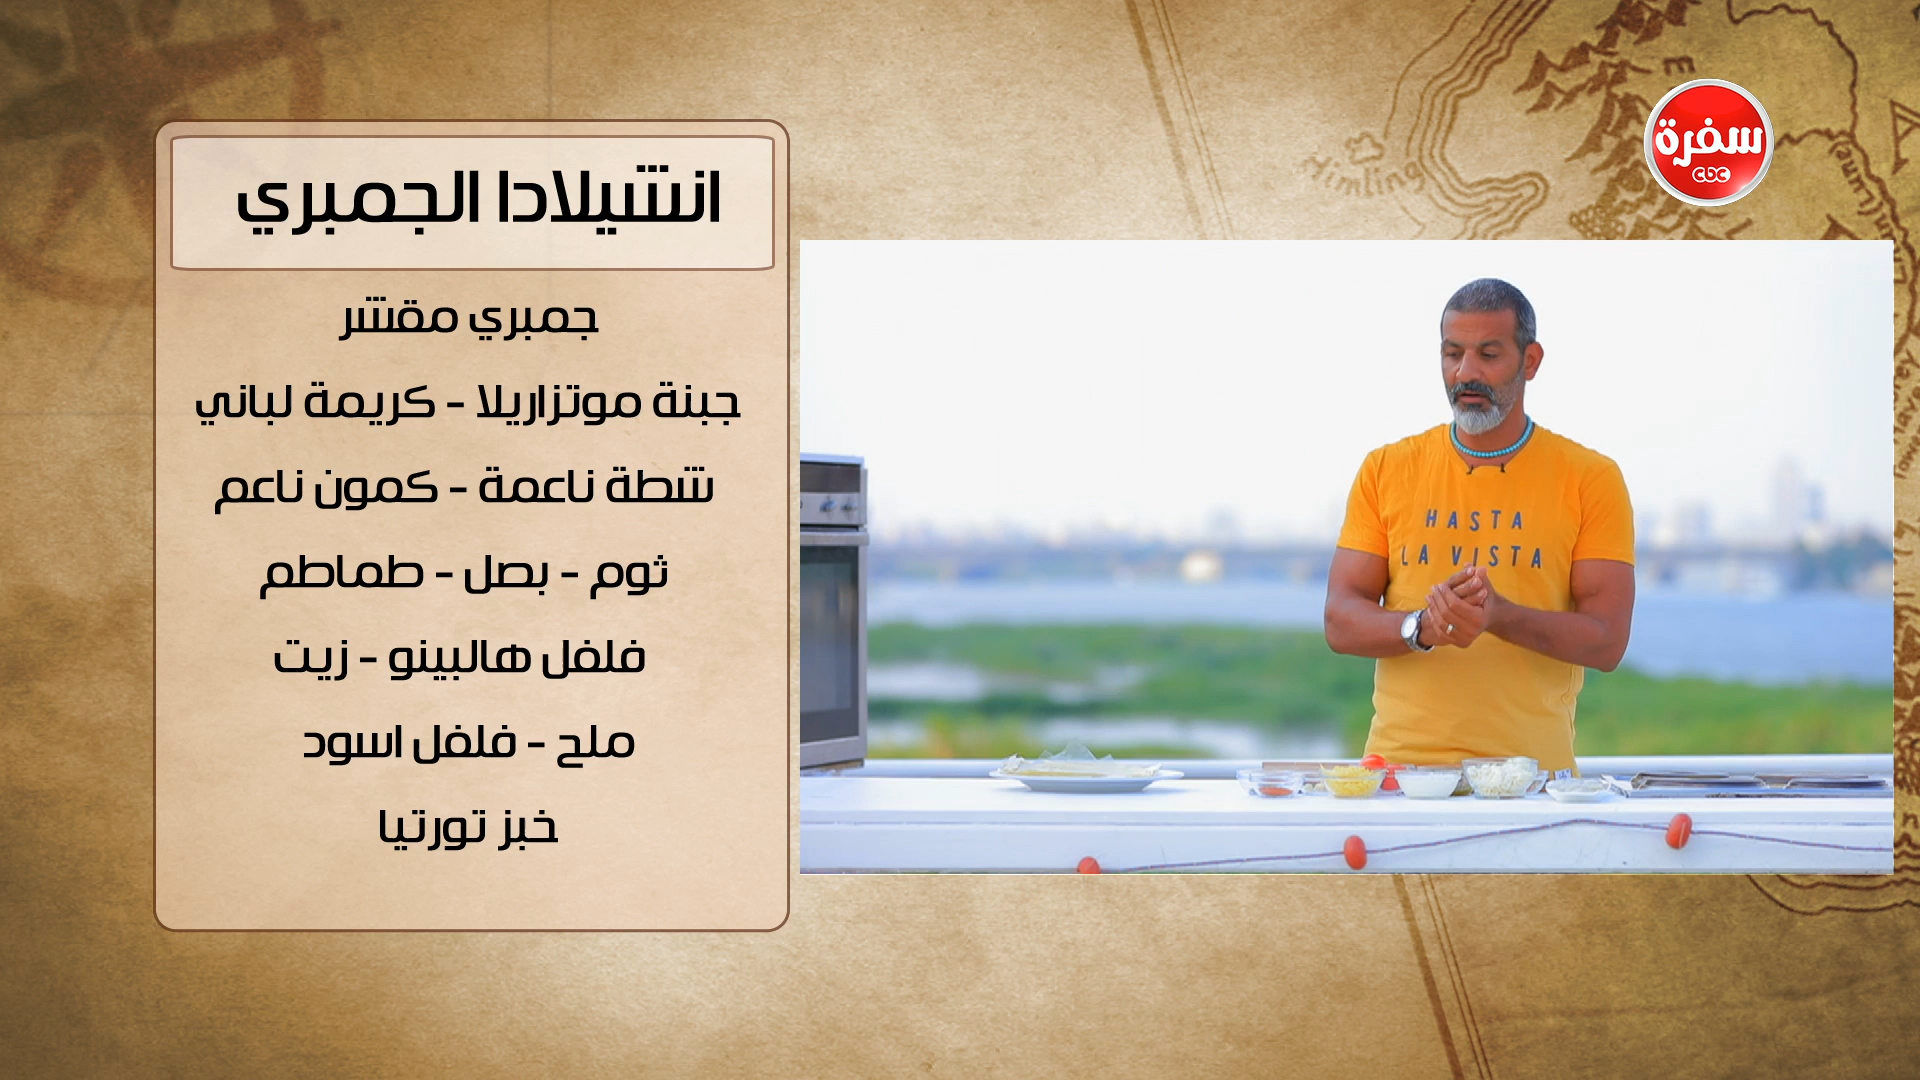 انشيلادا الجمبري
جمبري مقشر
جبنة موتزاريلا - كريمة لباني
شطة ناعمة - كمون ناعم
ثوم - بصل - طماطم
فلفل هالبينو - زيت
ملح - فلفل اسود
خبز تورتيا
سفرة
cbc
HASTA
LA VISTA